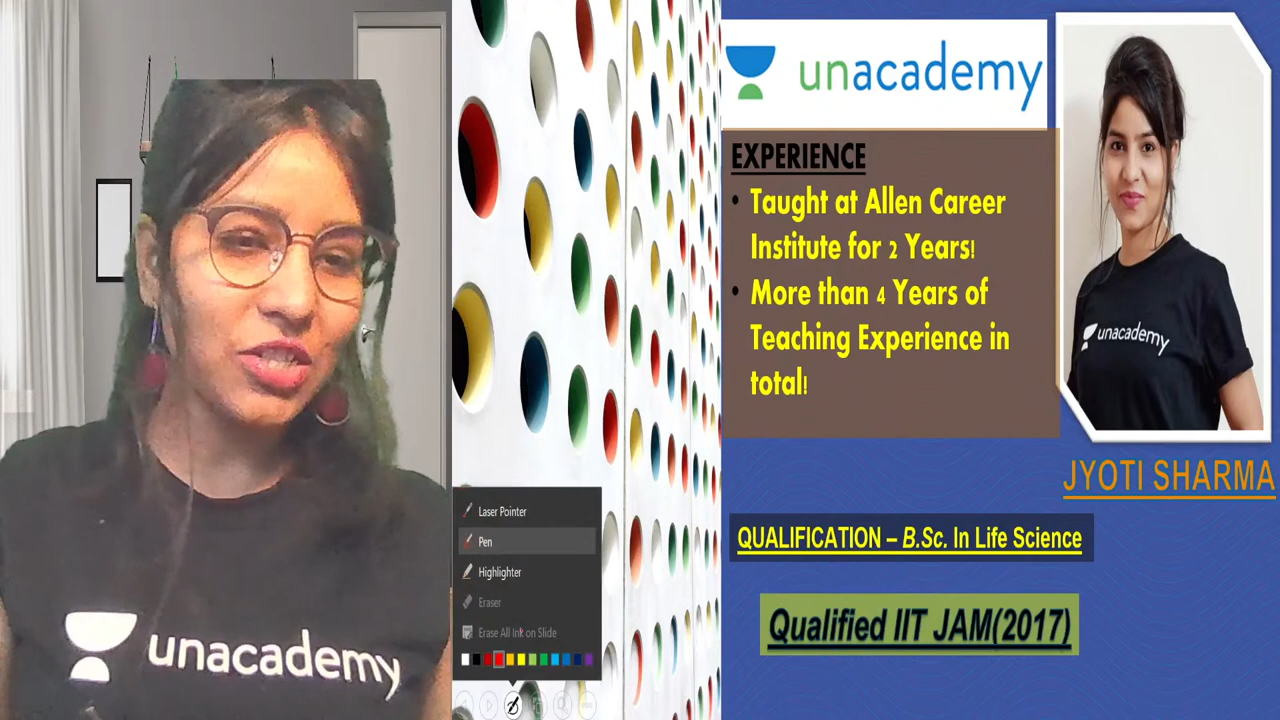 unacademy
EXPERIENCE
• Taught at Allen Career
Institute for 2 Years!
• More than 4 Years of
Teaching Experience in
total!
unacademy
JYOTI SHARMA
QUALIFICATION – B.Sc. In Life Science
Qualified IIT JAM(2017)
Laser Pointer
Pen
Highlighter
Eraser
Erase All Ink on Slide
unacademy